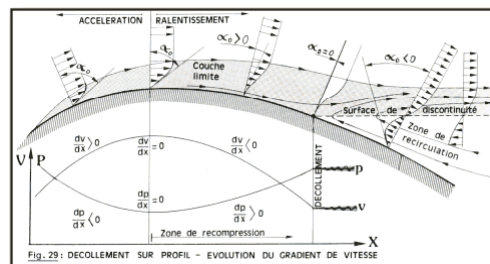 ACCELERATION RALENTISSEMENT
α₀
α₀
α₀>0
α₀=0
α₀<0
Couche
limite
Surface de discontinuité
Zone de
recirculation
V P
dv/dx>0
dv/dx=0
dv/dx<0
DECOLLEMENT
p
v
dp/dx<0
dp/dx=0
dp/dx>0
Zone de recompression
X
Fig. 29: DECOLLEMENT SUR PROFIL - EVOLUTION DU GRADIENT DE VITESSE